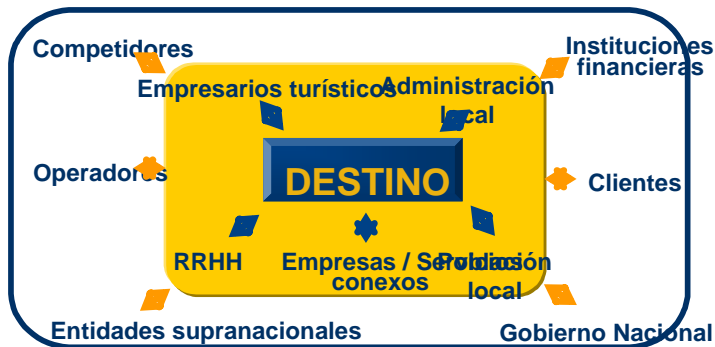 Competidores
Instituciones
financieras
Empresarios turísticos
Administración
local
Operadores
DESTINO
Clientes
RRHH
Empresas / Servicios
conexos
Población
local
Entidades supranacionales
Gobierno Nacional